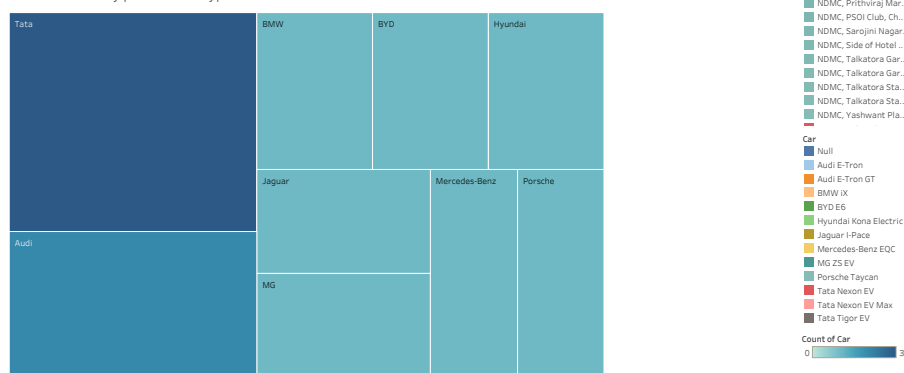 Tata
BMW
BYD
Hyundai
Audi
Jaguar
MG
Mercedes-Benz
Porsche
NDMC, Prithviraj Mar..
NDMC, PSOI Club, Ch..
NDMC, Sarojini Nagar..
NDMC, Side of Hotel ..
NDMC, Talkatora Gar..
NDMC, Talkatora Gar..
NDMC, Talkatora Sta..
NDMC, Talkatora Sta..
NDMC, Yashwant Pla..
Car
Null
Audi E-Tron
Audi E-Tron GT
BMW iX
BYD E6
Hyundai Kona Electric
Jaguar I-Pace
Mercedes-Benz EQC
MG ZS EV
Porsche Taycan
Tata Nexon EV
Tata Nexon EV Max
Tata Tigor EV
Count of Car
0 3